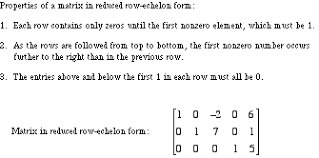 Properties of a matrix in reduced row-echelon form:
1. Each row contains only zeros until the first nonzero element, which must be 1.
2. As the rows are followed from top to bottom, the first nonzero number occurs
further to the right than in the previous row.
3. The entries above and below the first 1 in each row must all be 0.
1 0 -2 0 6
Matrix in reduced row-echelon form: 0 1 7 0 1
0 0 0 1 5